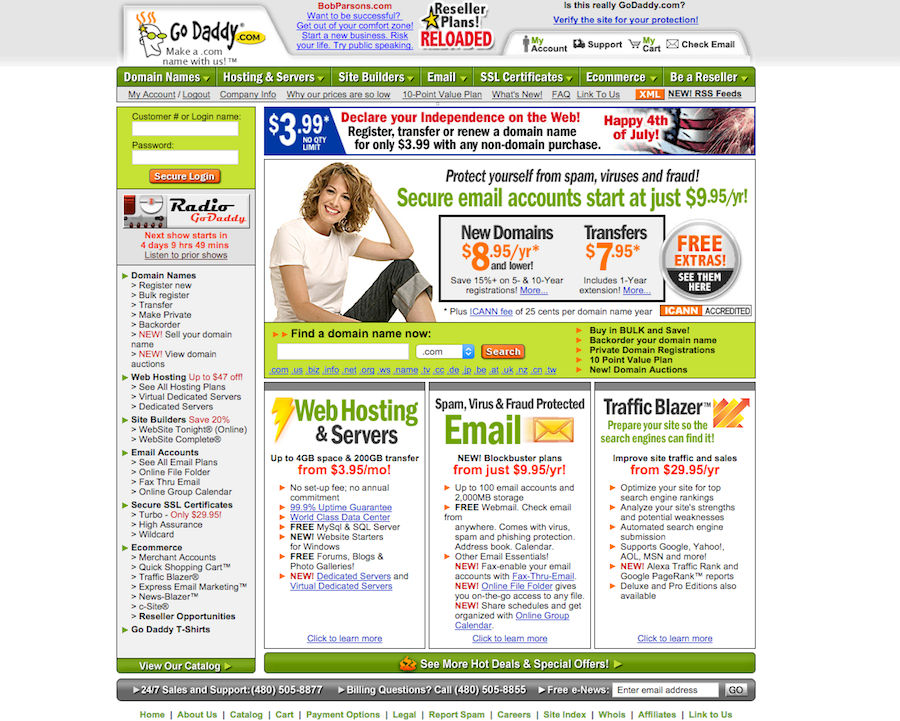 Go Daddy®.COM
Make a .com
name with us!™
BobParsons.com
Want to be successful?
Get out of your comfort zone!
Start a new business. Risk
your life. Try public speaking.
Reseller
Plans!
RELOADED
Is this really GoDaddy.com?
Verify the site for your protection!
My Account
Support
My Cart
Check Email
Domain Names
Hosting & Servers
Site Builders
Email
SSL Certificates
Ecommerce
Be a Reseller
My Account / Logout
Company Info
Why our prices are so low
10-Point Value Plan
What's New!
FAQ
Link To Us
XML
NEW! RSS Feeds
Customer # or Login name:
Password:
Secure Login
Radio
GoDaddy
Next show starts in
4 days 9 hrs 49 mins
Listen to prior shows
Domain Names
> Register new
> Bulk register
> Transfer
> Make Private
> Backorder
> NEW! Sell your domain
name
> NEW! View domain
auctions
Web Hosting Up to $47 off!
> See All Hosting Plans
> Virtual Dedicated Servers
> Dedicated Servers
Site Builders Save 20%
> WebSite Tonight® (Online)
> WebSite Complete®
Email Accounts
> See All Email Plans
> Online File Folder
> Fax Thru Email
> Online Group Calendar
Secure SSL Certificates
> Turbo - Only $29.95!
> High Assurance
> Wildcard
Ecommerce
> Merchant Accounts
> Quick Shopping Cart™
> Traffic Blazer®
> Express Email Marketing™
> News-Blazer™
> c-Site®
> Reseller Opportunities
Go Daddy T-Shirts
View Our Catalog
$3.99*
NO QTY
LIMIT
Declare your Independence on the Web!
Register, transfer or renew a domain name
for only $3.99 with any non-domain purchase.
Happy 4th
of July!
Protect yourself from spam, viruses and fraud!
Secure email accounts start at just $9.95/yr!
New Domains
$8.95/yr*
and lower!
Save 15%+ on 5- & 10-Year
registrations! More...
Transfers
$7.95*
Includes 1-Year
extension! More...
FREE
EXTRAS!
SEE THEM
HERE
* Plus ICANN fee of 25 cents per domain name year
ICANN ACCREDITED
Find a domain name now:
.com
Search
.com .us .biz .info .net .org .ws .name .tv .cc .de .jp .be .at .uk .nz .cn .tw
Buy in BULK and Save!
Backorder your domain name
Private Domain Registrations
10 Point Value Plan
New! Domain Auctions
Web Hosting
& Servers
Up to 4GB space & 200GB transfer
from $3.95/mo!
No set-up fee; no annual
commitment
99.9% Uptime Guarantee
World Class Data Center
FREE MySql & SQL Server
NEW! Website Starters
for Windows
FREE Forums, Blogs &
Photo Galleries!
NEW! Dedicated Servers and
Virtual Dedicated Servers
Click to learn more
Spam, Virus & Fraud Protected
Email
NEW! Blockbuster plans
from just $9.95/yr!
Up to 100 email accounts and
2,000MB storage
FREE Webmail. Check email
from
anywhere. Comes with virus,
spam and phishing protection.
Address book. Calendar.
Other Email Essentials!
NEW! Fax-enable your email
accounts with Fax-Thru-Email.
NEW! Online File Folder gives
you on-the-go access to any file.
NEW! Share schedules and get
organized with Online Group
Calendar.
Click to learn more
Traffic Blazer™
Prepare your site so the
search engines can find it!
Improve site traffic and sales
from $29.95/yr
Optimize your site for top
search engine rankings
Analyze your site's strengths
and potential weaknesses
Automated search engine
submission
Supports Google, Yahoo!,
AOL, MSN and more!
NEW! Alexa Traffic Rank and
Google PageRank™ reports
Deluxe and Pro Editions also
available
Click to learn more
See More Hot Deals & Special Offers!
24/7 Sales and Support: (480) 505-8877
Billing Questions? Call (480) 505-8855
Free e-News:
Enter email address
GO
Home | About Us | Catalog | Cart | Payment Options | Legal | Report Spam | Careers | Site Index | Whois | Affiliates | Link to Us